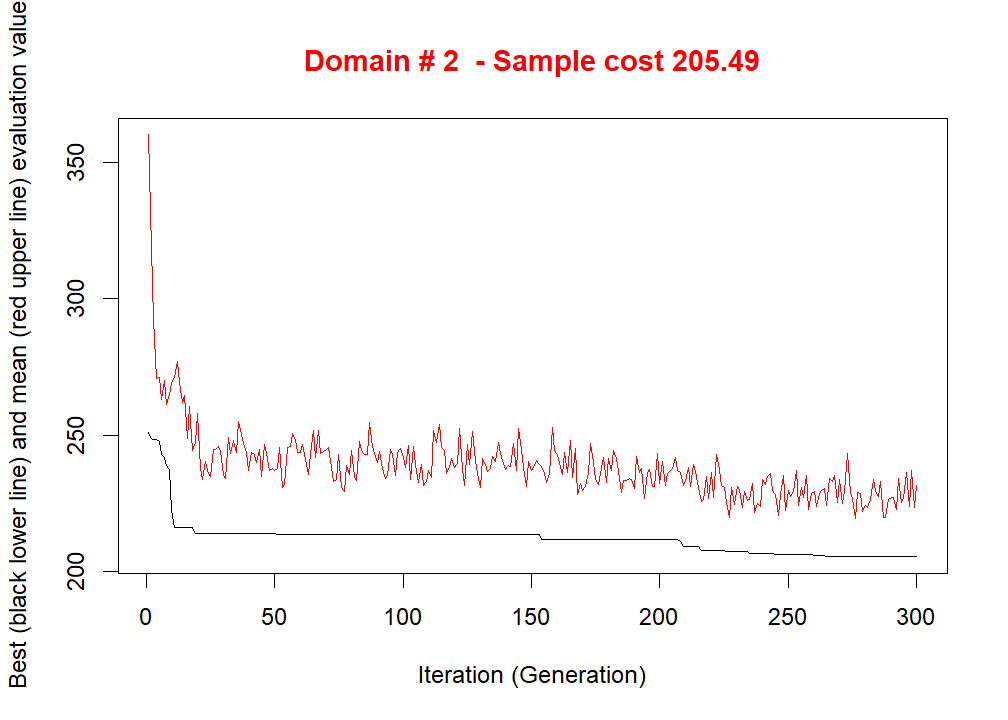 Domain # 2  - Sample cost 205.49
Best (black lower line) and mean (red upper line) evaluation value
350
300
250
200
0 50 100 150 200 250 300
Iteration (Generation)